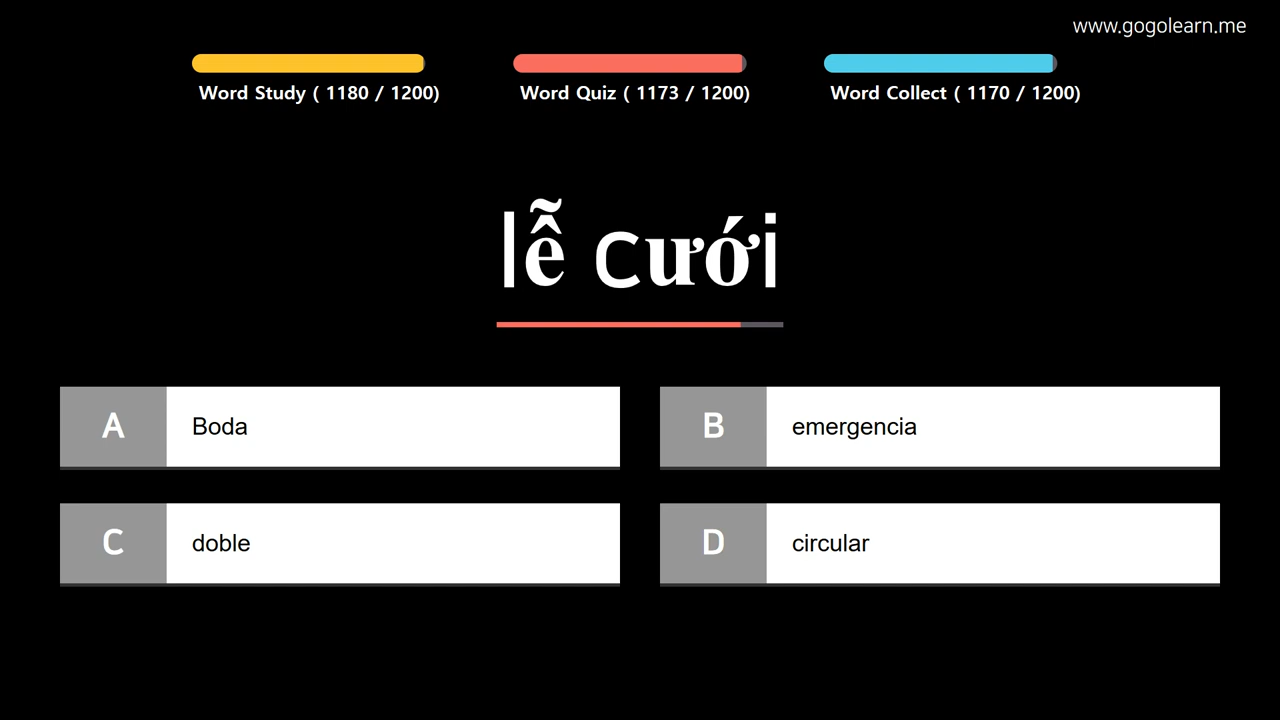 www.gogolearn.me
Word Study ( 1180 / 1200)
Word Quiz ( 1173 / 1200)
Word Collect ( 1170 / 1200)
lễ cưới
A Boda
B emergencia
C doble
D circular